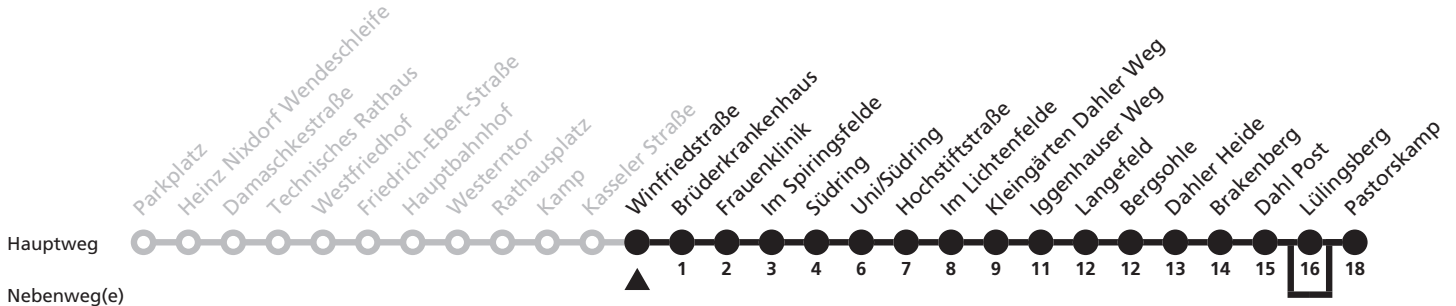 Parkplatz
Heinz Nixdorf Wendeschleife
Damaschkestraße
Technisches Rathaus
Westfriedhof
Friedrich-Ebert-Straße
Hauptbahnhof
Westerntor
Rathausplatz
Kamp
Kasseler Straße
Winfriedstraße
Brüderkrankenhaus
Frauenklinik
Im Spiringsfelde
Südring
Uni/Südring
Hochstiftstraße
Im Lichtenfelde
Kleingärten Dahler Weg
Iggenhauser Weg
Langefeld
Bergsohle
Dahler Heide
Brakenberg
Dahl Post
Lülingsberg
Pastorskamp
Hauptweg
1 2 3 4 6 7 8 9 11 12 12 13 14 15 16 18
Nebenweg(e)